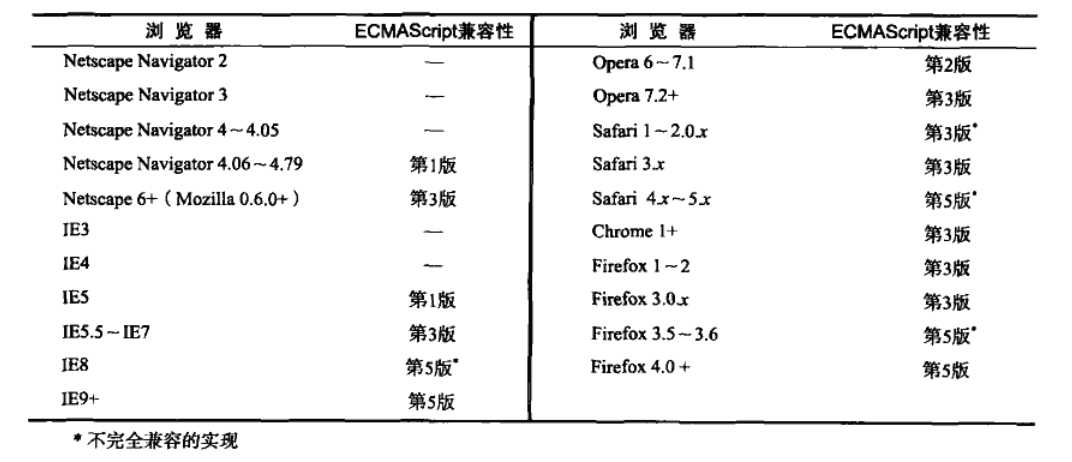 浏 览 器 ECMAScript兼容性 浏 览 器 ECMAScript兼容性
Netscape Navigator 2 — Opera 6~7.1 第2版
Netscape Navigator 3 — Opera 7.2+ 第3版
Netscape Navigator 4~4.05 — Safari 1~2.0.x 第3版*
Netscape Navigator 4.06~4.79 第1版 Safari 3.x 第3版
Netscape 6+（Mozilla 0.6.0+） 第3版 Safari 4.x~5.x 第5版*
IE3 — Chrome 1+ 第3版
IE4 — Firefox 1~2 第3版
IE5 第1版 Firefox 3.0.x 第3版
IE5.5~IE7 第3版 Firefox 3.5~3.6 第5版*
IE8 第5版* Firefox 4.0 + 第5版
IE9+ 第5版
* 不完全兼容的实现